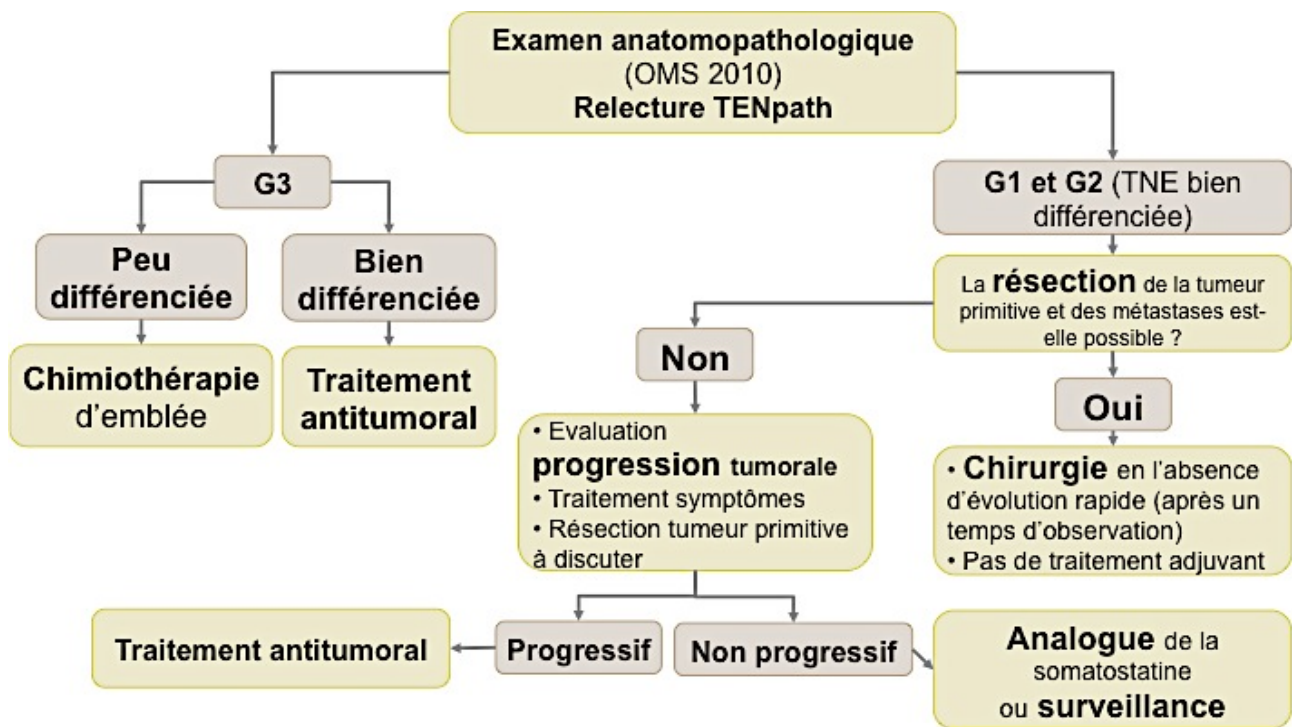 Examen anatomopathologique
(OMS 2010)
Relecture TENpath
G3
G1 et G2 (TNE bien
différenciée)
Peu
différenciée
Bien
différenciée
La résection de la tumeur
primitive et des métastases est-
elle possible ?
Non
Chimiothérapie
d'emblée
Traitement
antitumoral
Oui
• Evaluation
progression tumorale
• Traitement symptômes
• Résection tumeur primitive
à discuter
• Chirurgie en l'absence
d'évolution rapide (après un
temps d'observation)
• Pas de traitement adjuvant
Traitement antitumoral
Progressif
Non progressif
Analogue de la
somatostatine
ou surveillance